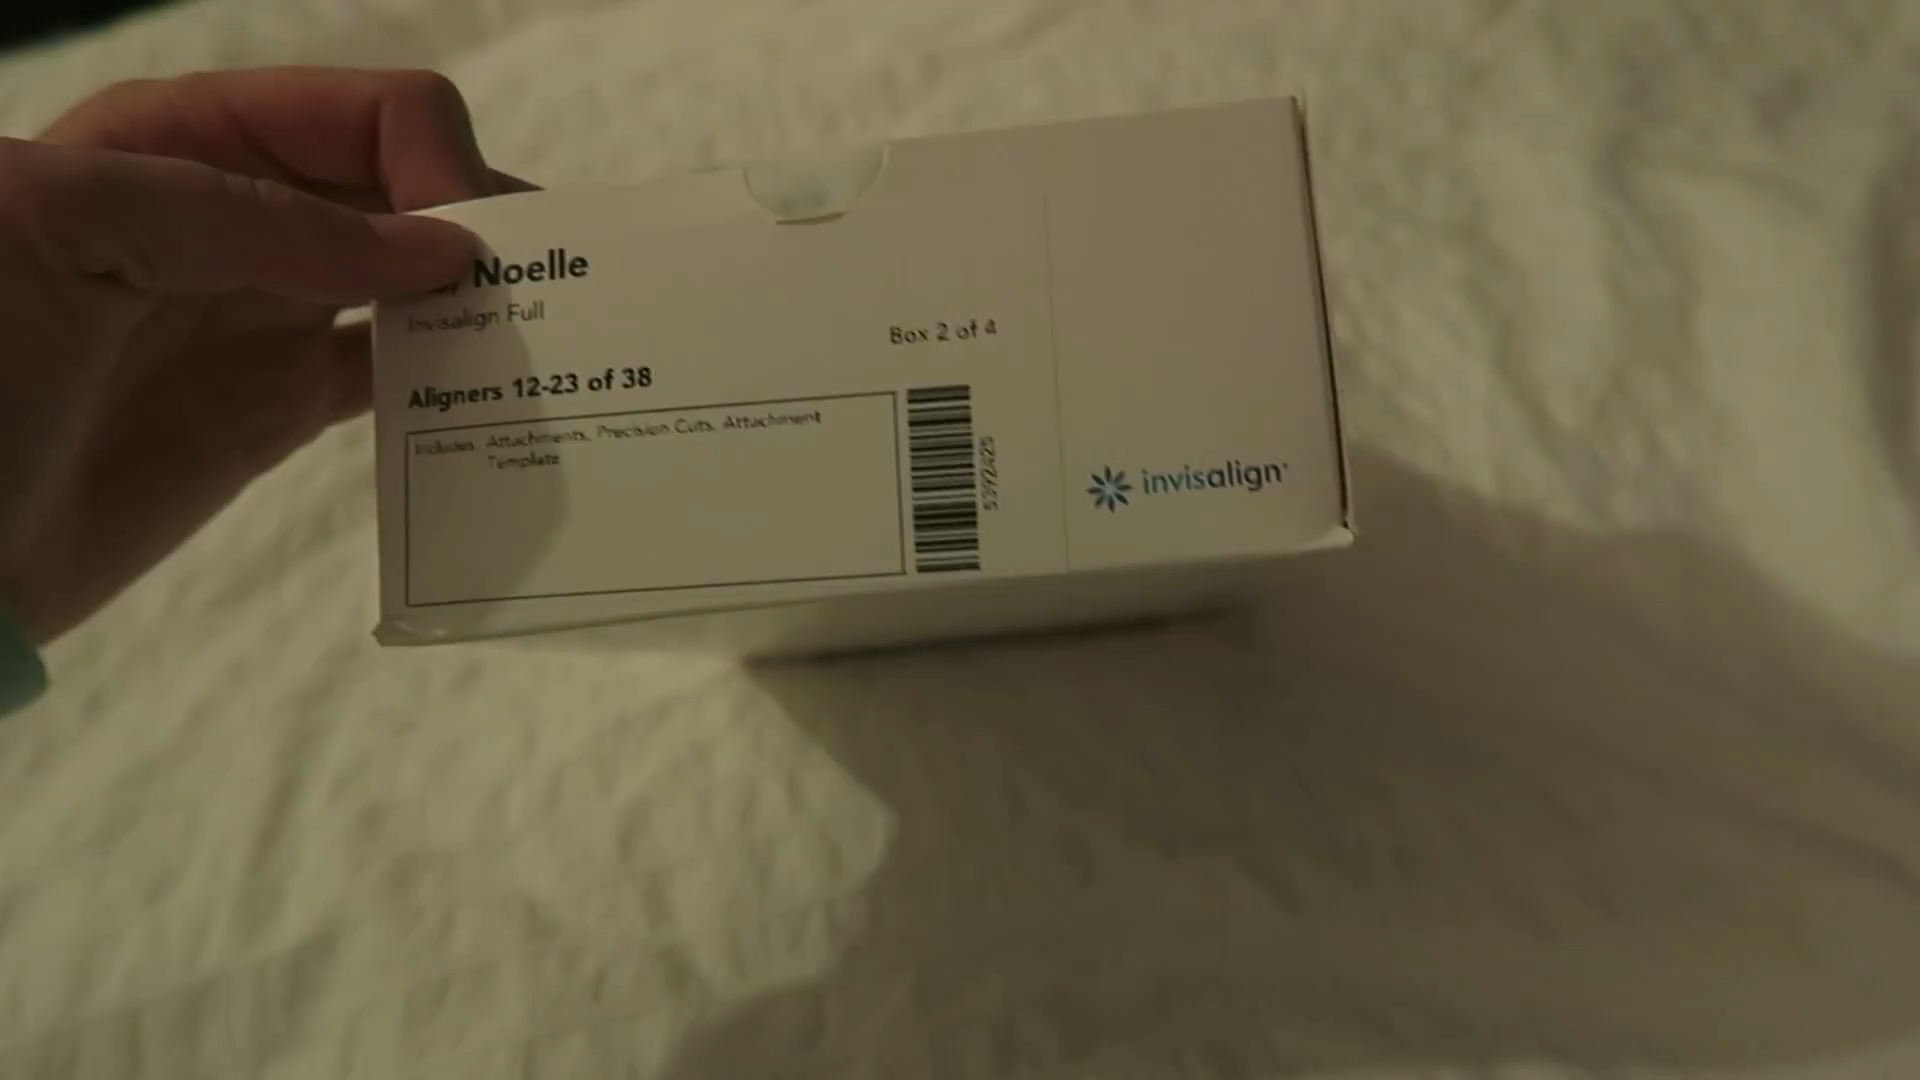 , Noelle
Invisalign Full
Box 2 of 4
Aligners 12-23 of 38
Includes: Attachments, Precision Cuts, Attachment
Template
5392425
invisalign